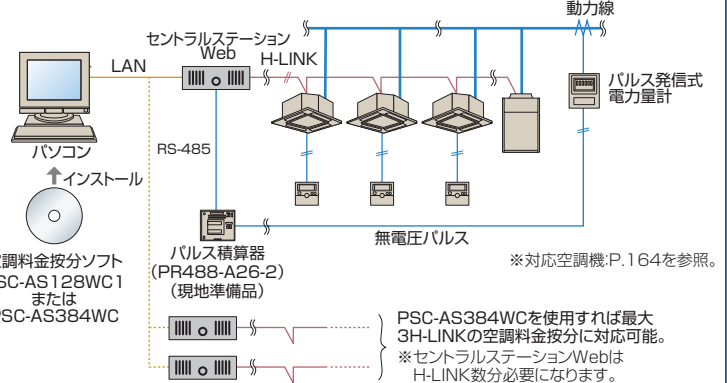 動力線
セントラルステーション
Web
LAN
H-LINK
パルス発信式
電力量計
パソコン
RS-485
インストール
無電圧パルス
調料金按分ソフト
SC-AS128WC1
または
PSC-AS384WC
パルス積算器
(PR488-A26-2)
(現地準備品)
※対応空調機:P.164を参照。
PSC-AS384WCを使用すれば最大
3H-LINKの空調料金按分に対応可能。
※セントラルステーションWebは
H-LINK数分必要になります。